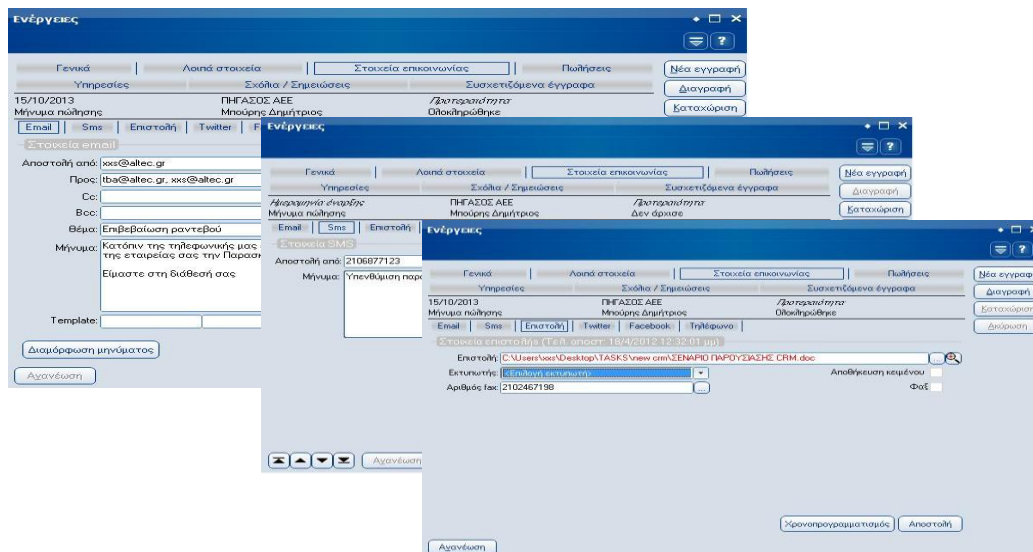 Ενέργειες
Γενικά | Λοιπά στοιχεία | Στοιχεία επικοινωνίας | Πωλήσεις
Υπηρεσίες Σχόλια / Σημειώσεις Συσχετιζόμενα έγγραφα
Νέα εγγραφή
Διαγραφή
Καταχώριση
15/10/2013 ΠΗΓΑΣΟΣ ΑΕΕ Προτεραιότητα
Μήνυμα πώλησης Μπούρης Δημήτριος Ολοκληρώθηκε
Email | Sms | Επιστολή | Twitter | F
Στοιχεία email
Αποστολή από: xxs@altec.gr
Προς: tba@altec.gr, xxs@altec.gr
Cc:
Bcc:
Θέμα: Επιβεβαίωση ραντεβού
Μήνυμα: Κατόπιν της τηλεφωνικής μας
της εταιρείας σας την Παρασκ
Είμαστε στη διάθεσή σας
Template:
Διαμόρφωση μηνύματος
Ανανέωση
Ενέργειες
Γενικά | Λοιπά στοιχεία | Στοιχεία επικοινωνίας | Πωλήσεις
Υπηρεσίες Σχόλια / Σημειώσεις Συσχετιζόμενα έγγραφα
Νέα εγγραφή
Διαγραφή
Καταχώριση
Ημερομηνία έναρξης ΠΗΓΑΣΟΣ ΑΕΕ Προτεραιότητα
Μήνυμα πώλησης Μπούρης Δημήτριος Δεν άρχισε
Email | Sms | Επιστολή
Στοιχεία SMS
Αποστολή από: 2106877123
Μήνυμα: Υπενθύμιση παρο
Ανανέωση
Ενέργειες
Γενικά | Λοιπά στοιχεία | Στοιχεία επικοινωνίας | Πωλήσεις
Υπηρεσίες Σχόλια / Σημειώσεις Συσχετιζόμενα έγγραφα
Νέα εγγραφ
Διαγραφή
Καταχώριση
Ακύρωση
15/10/2013 ΠΗΓΑΣΟΣ ΑΕΕ Προτεραιότητα
Μήνυμα πώλησης Μπούρης Δημήτριος Ολοκληρώθηκε
Email | Sms | Επιστολή | Twitter | Facebook | Τηλέφωνο |
Στοιχεία επιστολής (Τελ. αποστ: 18/4/2012 12:32:01 μμ)
Επιστολή: C:\Users\xxs\Desktop\TASKS\new crm\ΣΕΝΑΡΙΟ ΠΑΡΟΥΣΙΑΣΗΣ CRM.doc ...
Εκτυπωτής: <Επιλογή εκτυπωτή> Αποθήκευση κειμένου
Αριθμός fax: 2102467198 ... Φαξ
Χρονοπρογραμματισμός Αποστολή
Ανανέωση